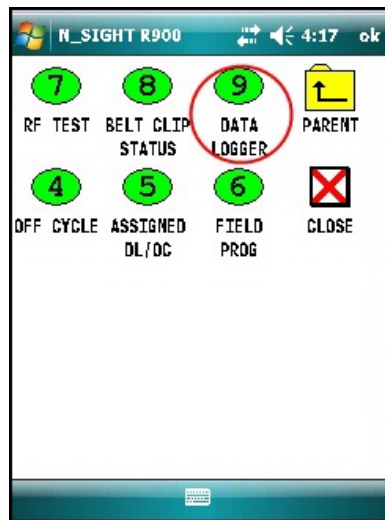 N_SIGHT R900 4:17 ok
7 8 9
RF TEST BELT CLIP DATA PARENT
STATUS LOGGER
4 5 6
OFF CYCLE ASSIGNED FIELD CLOSE
DL/OC PROG